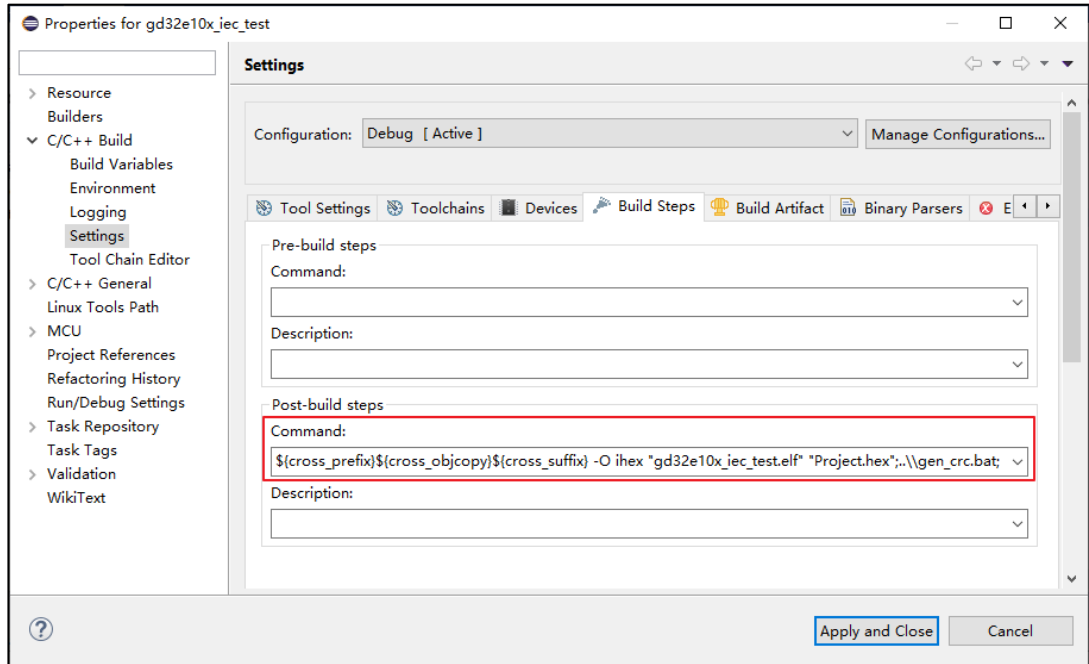 Properties for gd32e10x_iec_test
Settings
Resource
Builders
C/C++ Build
Build Variables
Environment
Logging
Settings
Tool Chain Editor
C/C++ General
Linux Tools Path
MCU
Project References
Refactoring History
Run/Debug Settings
Task Repository
Task Tags
Validation
WikiText
Configuration: Debug [ Active ] Manage Configurations...
Tool Settings Toolchains Devices Build Steps Build Artifact Binary Parsers E
Pre-build steps
Command:
Description:
Post-build steps
Command:
${cross_prefix}${cross_objcopy}${cross_suffix} -O ihex "gd32e10x_iec_test.elf" "Project.hex";..\\gen_crc.bat;
Description:
Apply and Close Cancel